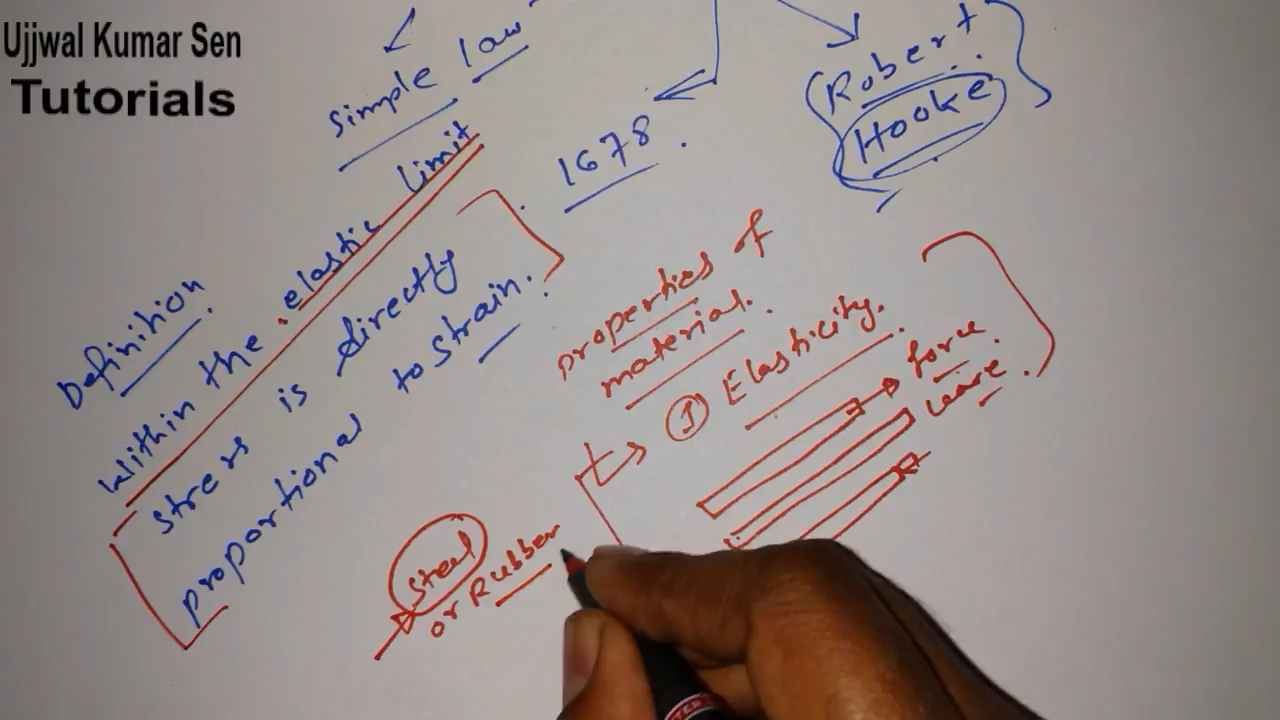 Ujjwal Kumar Sen
Tutorials
simple law
1678.
(Robert
Hooke
Definition
Within the elastic limit
stress is directly
proportional to strain.
properties of
material.
① Elasticity.
force
steel
or Rubber